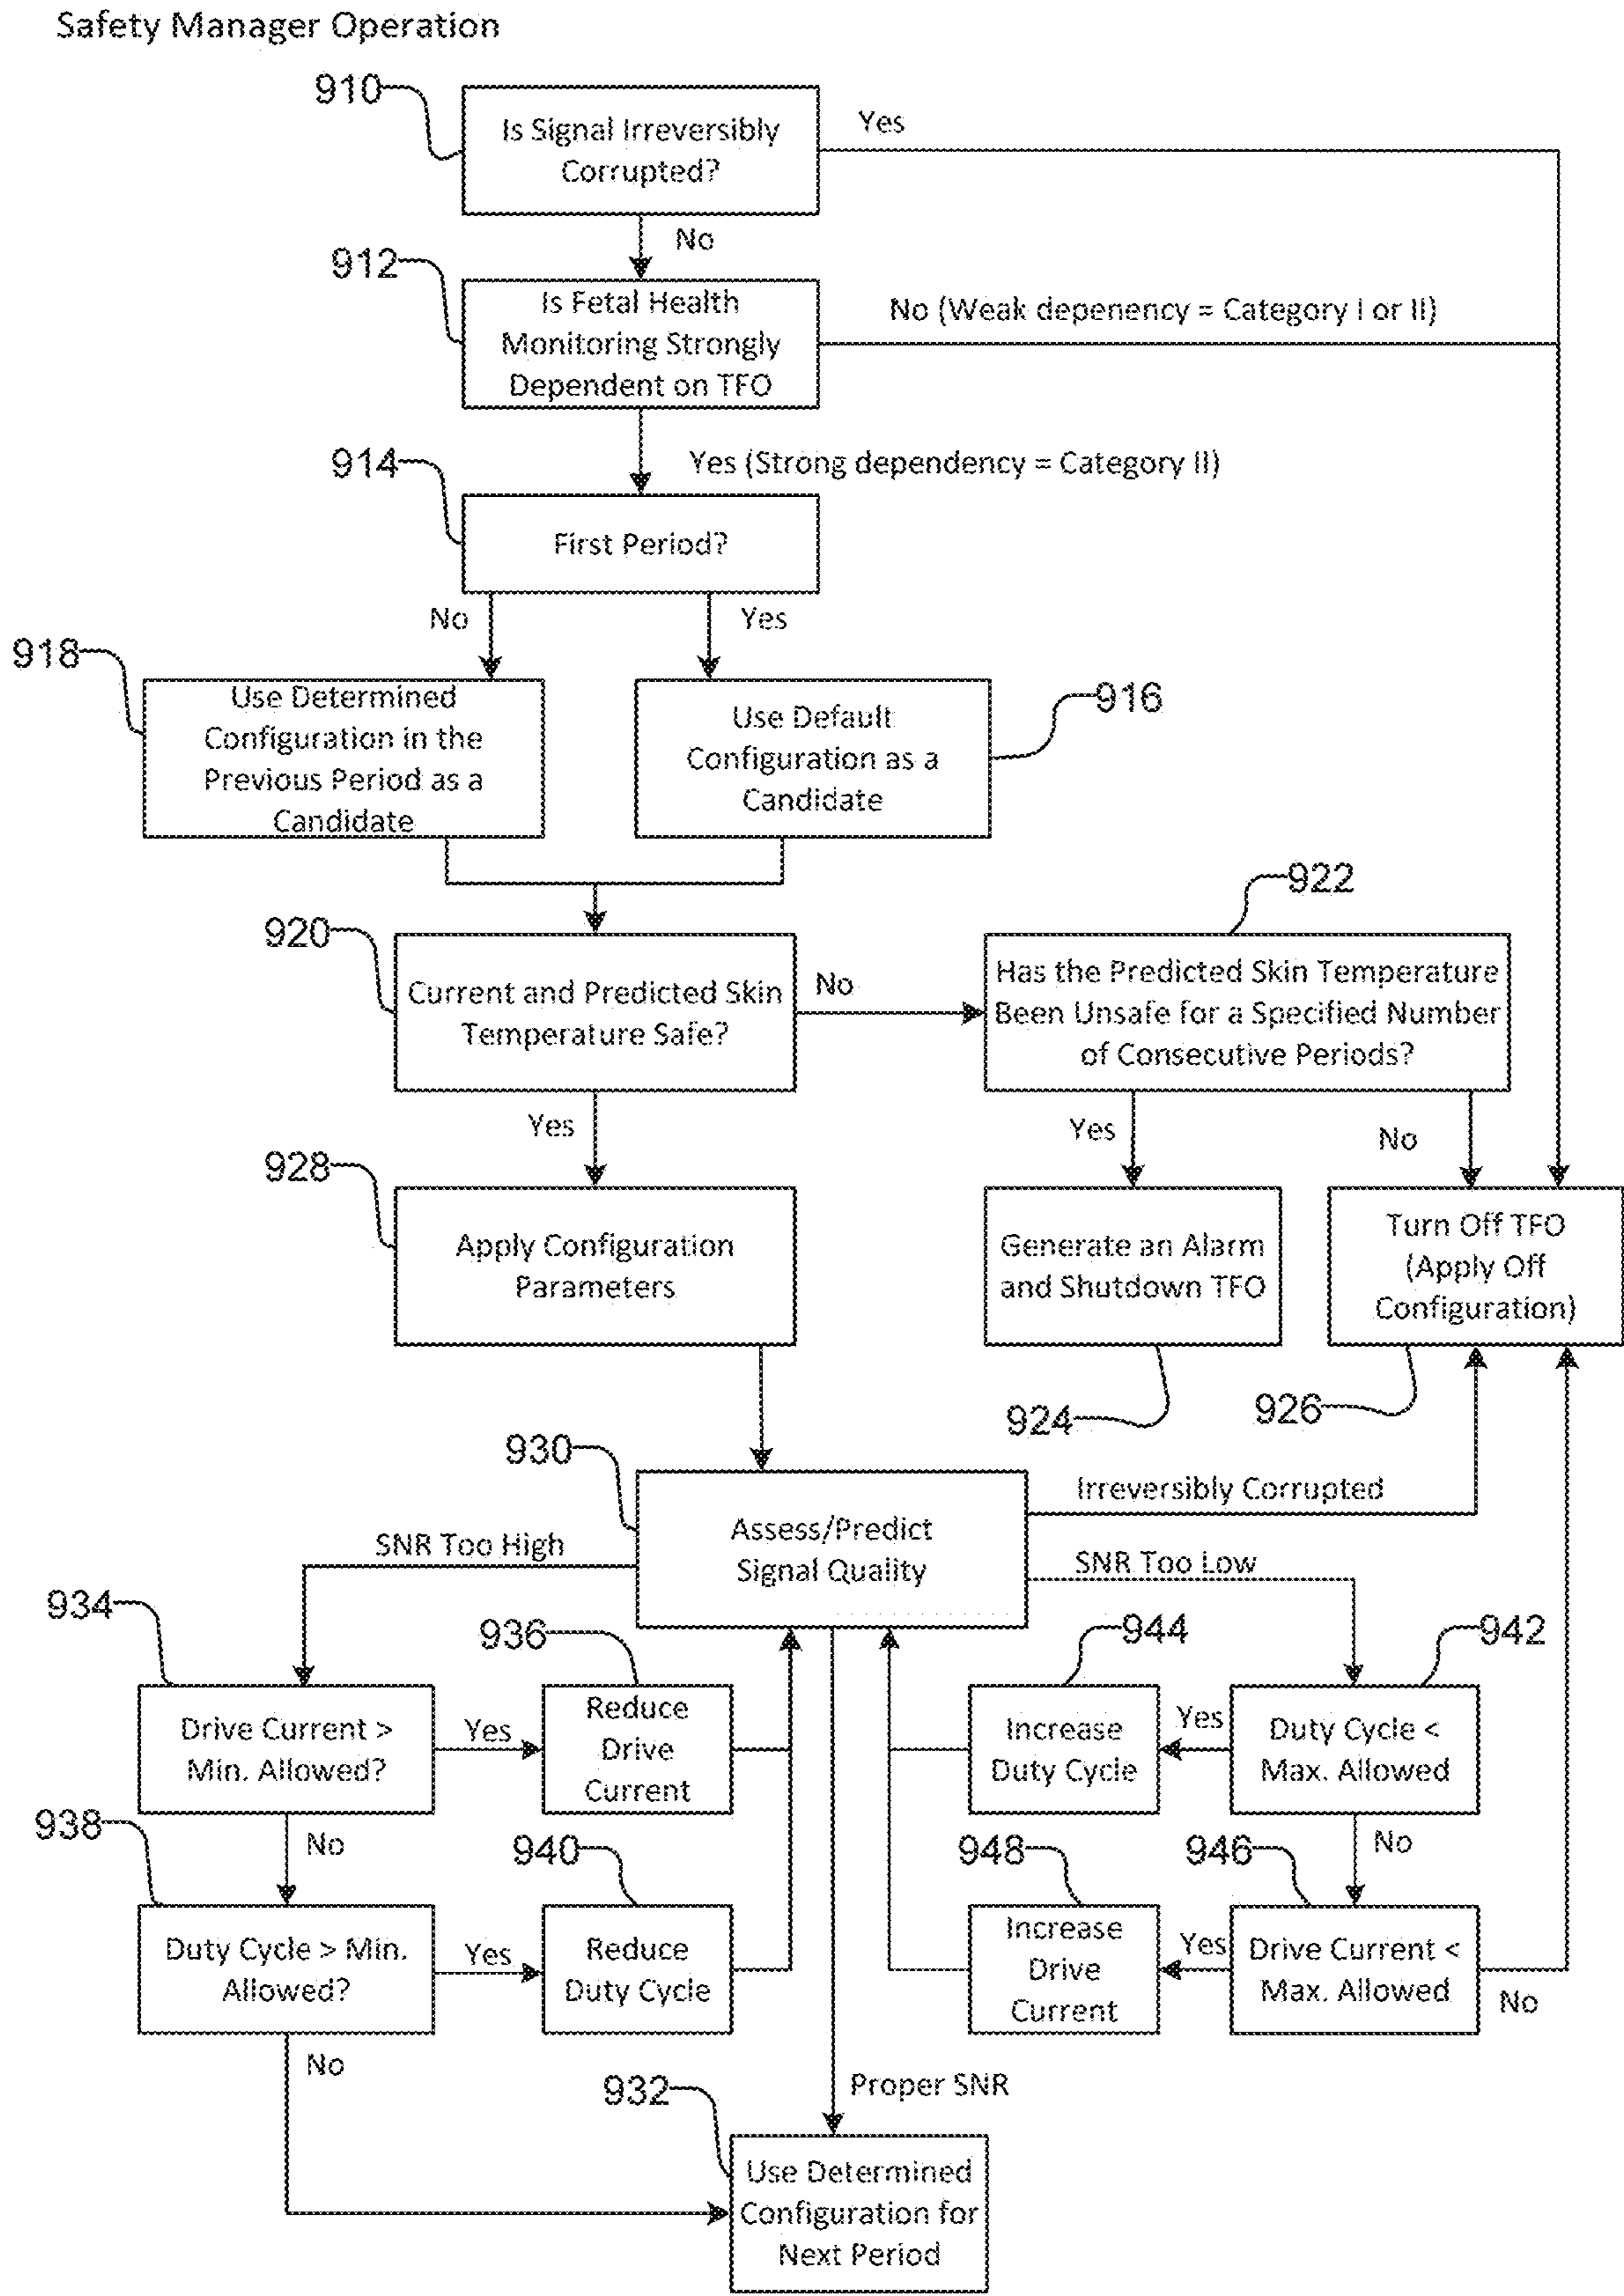 Safety Manager Operation
910
Is Signal Irreversibly
Corrupted?
Yes
No
912
Is Fetal Health
Monitoring Strongly
Dependent on TFO
No (Weak depenency = Category I or II)
914
Yes (Strong dependency = Category II)
First Period?
No
Yes
918
Use Determined
Configuration in the
Previous Period as a
Candidate
916
Use Default
Configuration as a
Candidate
920
Current and Predicted Skin
Temperature Safe?
No
922
Has the Predicted Skin Temperature
Been Unsafe for a Specified Number
of Consecutive Periods?
Yes
Yes
No
928
Apply Configuration
Parameters
Generate an Alarm
and Shutdown TFO
Turn Off TFO
(Apply Off
Configuration)
924
926
930
Assess/Predict
Signal Quality
Irreversibly Corrupted
SNR Too High
SNR Too Low
934
936
944
942
Drive Current >
Min. Allowed?
Yes
Reduce
Drive
Current
Increase
Duty Cycle
Yes
Duty Cycle <
Max. Allowed
938
No
940
948
946
No
Duty Cycle > Min.
Allowed?
Yes
Reduce
Duty Cycle
Increase
Drive
Current
Yes
Drive Current <
Max. Allowed
No
No
932
Proper SNR
Use Determined
Configuration for
Next Period